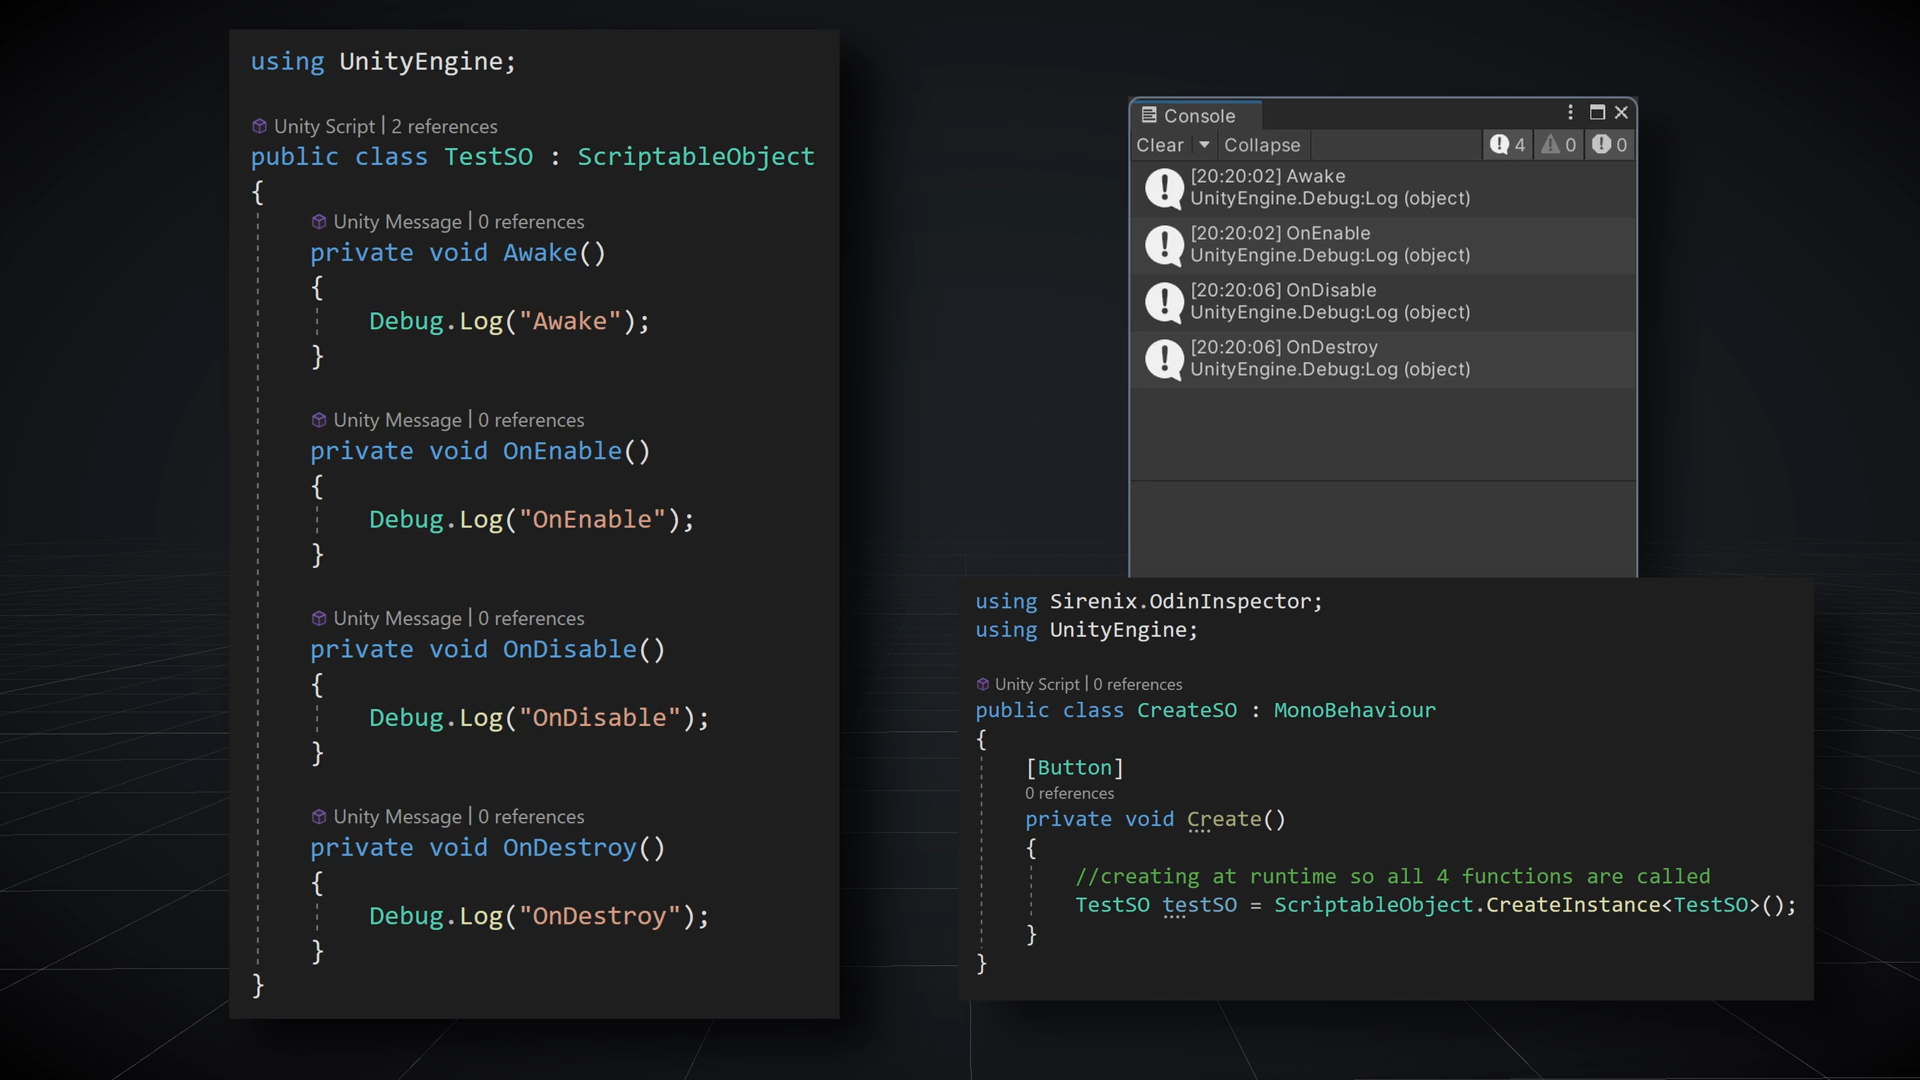 using UnityEngine;
Unity Script | 2 references
public class TestSO : ScriptableObject
{
Unity Message | 0 references
private void Awake()
{
Debug.Log("Awake");
}
Unity Message | 0 references
private void OnEnable()
{
Debug.Log("OnEnable");
}
Unity Message | 0 references
private void OnDisable()
{
Debug.Log("OnDisable");
}
Unity Message | 0 references
private void OnDestroy()
{
Debug.Log("OnDestroy");
}
}
Console
Clear Collapse 4 0 0
[20:20:02] Awake
UnityEngine.Debug:Log (object)
[20:20:02] OnEnable
UnityEngine.Debug:Log (object)
[20:20:06] OnDisable
UnityEngine.Debug:Log (object)
[20:20:06] OnDestroy
UnityEngine.Debug:Log (object)
using Sirenix.OdinInspector;
using UnityEngine;
Unity Script | 0 references
public class CreateSO : MonoBehaviour
{
[Button]
0 references
private void Create()
{
//creating at runtime so all 4 functions are called
TestSO testSO = ScriptableObject.CreateInstance<TestSO>();
}
}